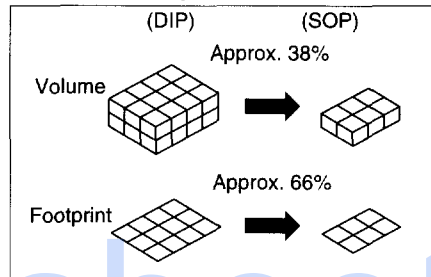 (DIP) (SOP)
Approx. 38%
Volume
Approx. 66%
Footprint